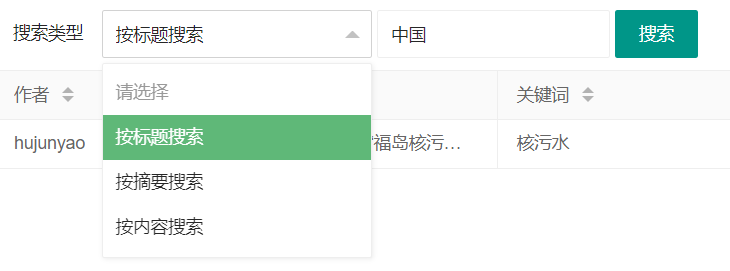 搜索类型 按标题搜索 中国 搜索
作者 关键词
请选择
按标题搜索
hujunyao 福岛核污… 核污水
按摘要搜索
按内容搜索